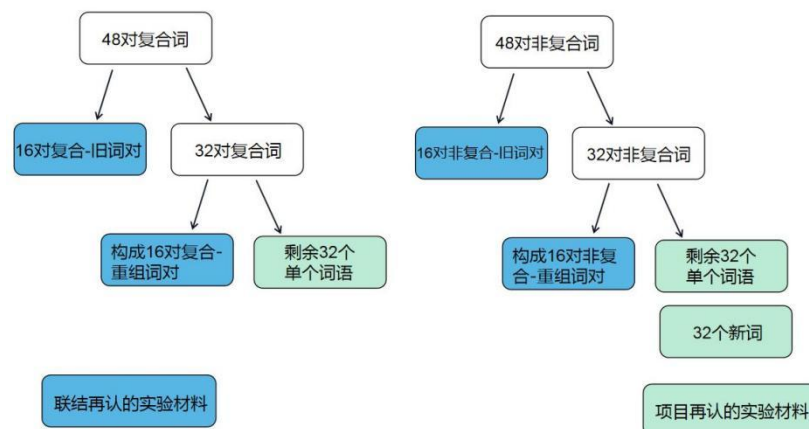 48对复合词
48对非复合词
16对复合-旧词对
32对复合词
16对非复合-旧词对
32对非复合词
构成16对复合-
重组词对
剩余32个
单个词语
构成16对非复
合-重组词对
剩余32个
单个词语
32个新词
联结再认的实验材料
项目再认的实验材料